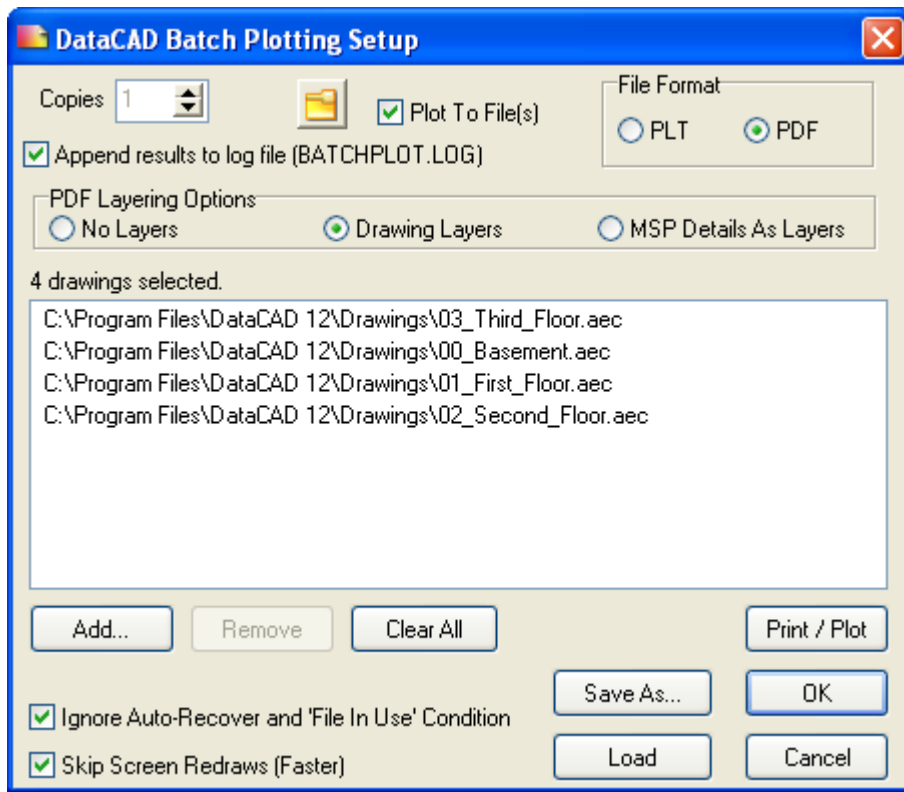 DataCAD Batch Plotting Setup
Copies 1
Plot To File(s)
File Format
PLT PDF
Append results to log file (BATCHPLOT.LOG)
PDF Layering Options
No Layers Drawing Layers MSP Details As Layers
4 drawings selected.
C:\Program Files\DataCAD 12\Drawings\03_Third_Floor.aec
C:\Program Files\DataCAD 12\Drawings\00_Basement.aec
C:\Program Files\DataCAD 12\Drawings\01_First_Floor.aec
C:\Program Files\DataCAD 12\Drawings\02_Second_Floor.aec
Add... Remove Clear All Print / Plot
Save As... OK
Ignore Auto-Recover and 'File In Use' Condition
Skip Screen Redraws (Faster)
Load Cancel